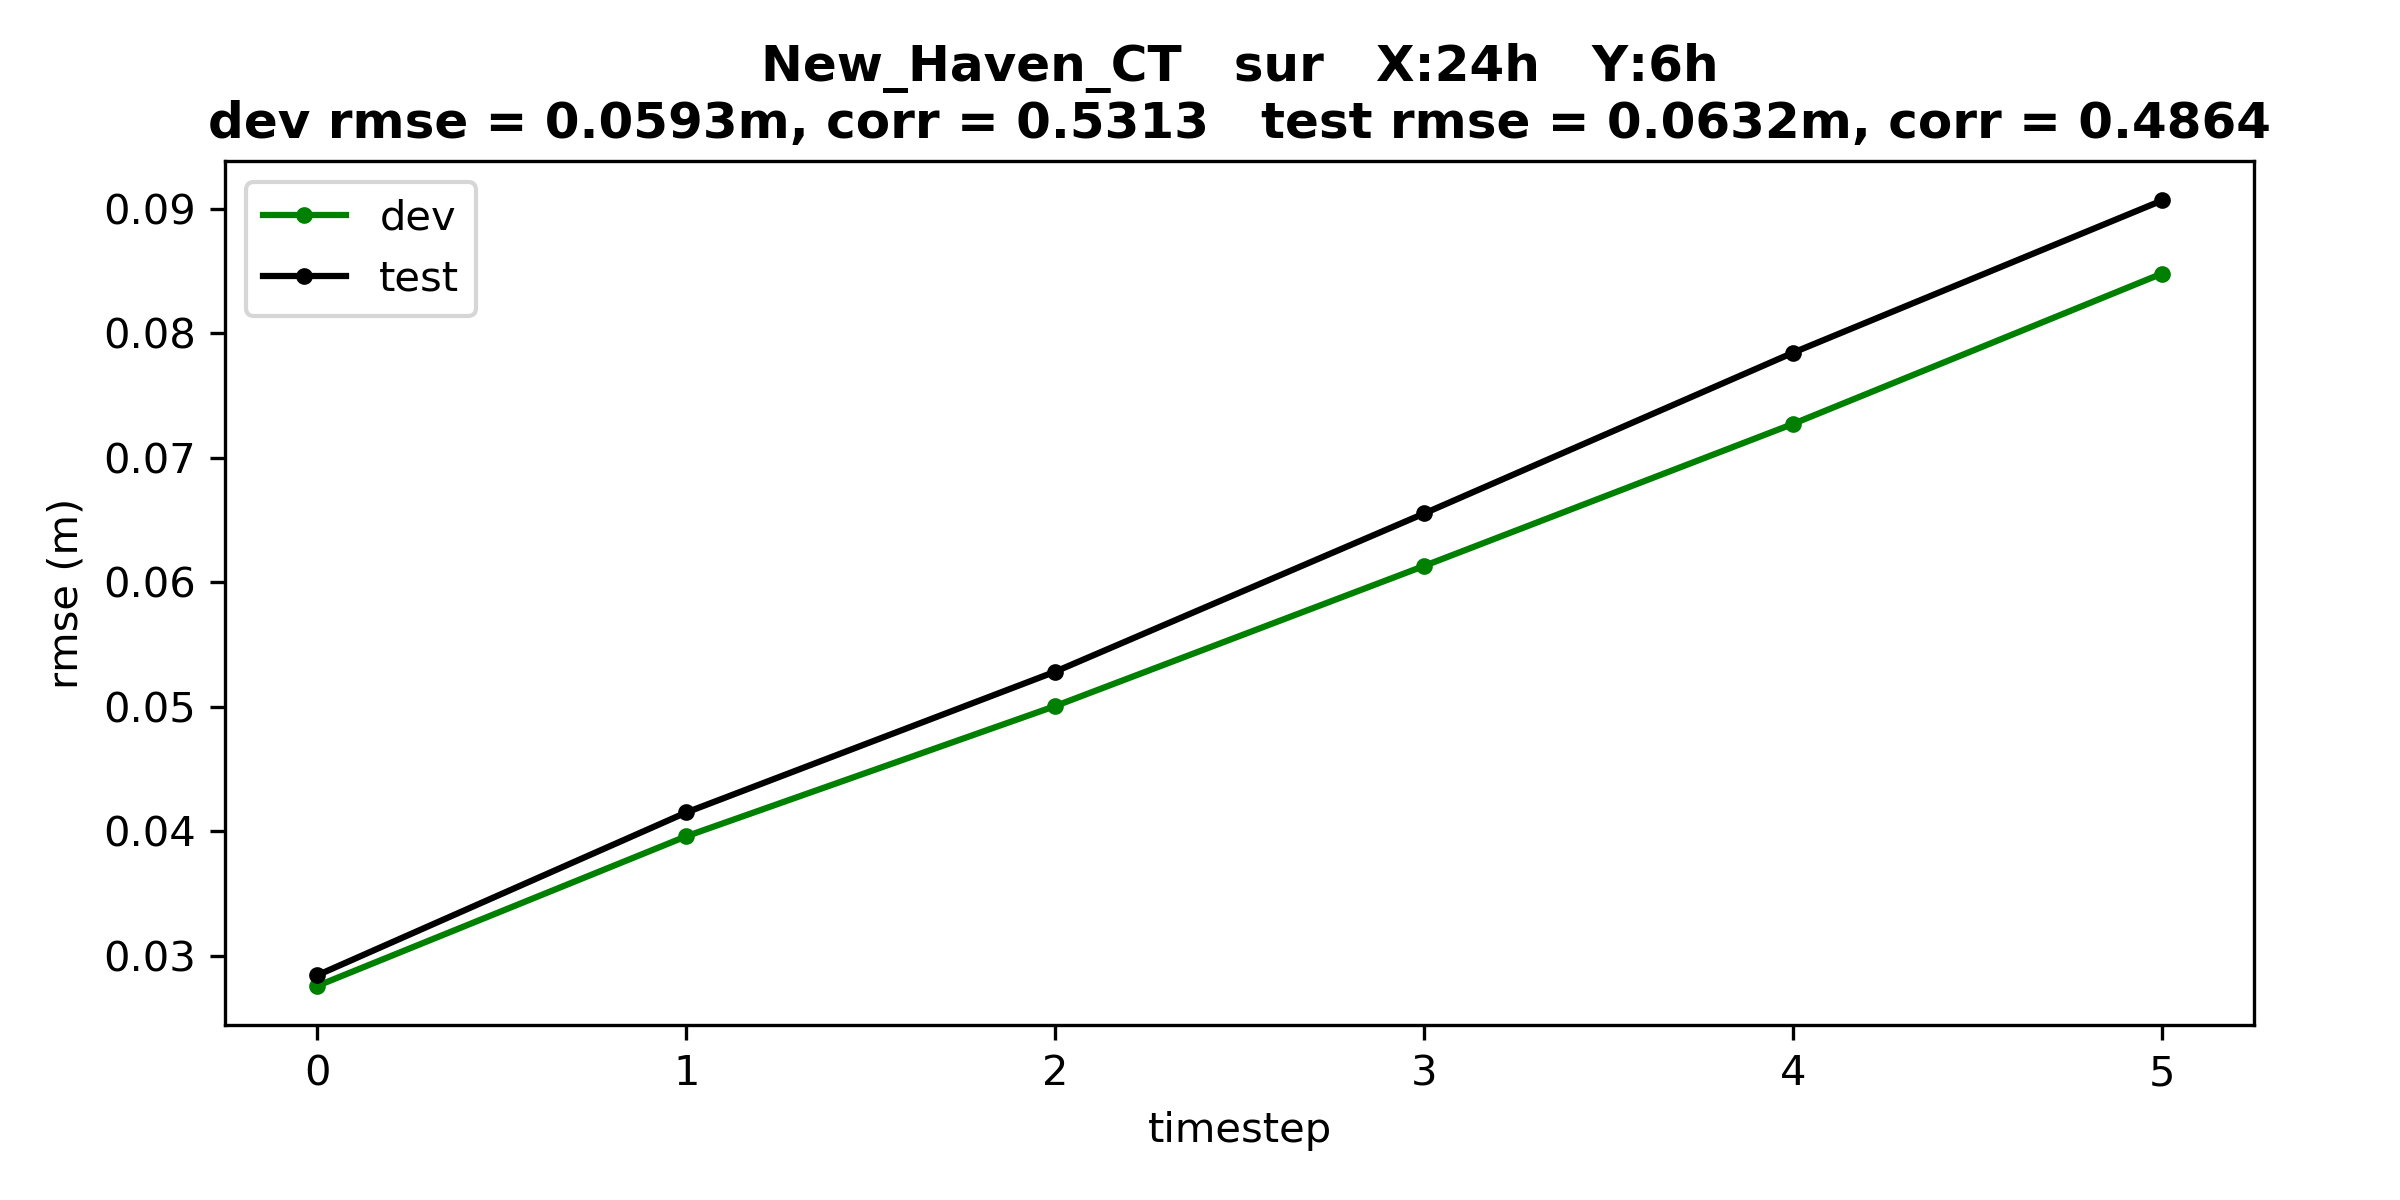 New_Haven_CT   sur   X:24h   Y:6h
dev rmse = 0.0593m, corr = 0.5313   test rmse = 0.0632m, corr = 0.4864
dev
test
0.09
0.08
0.07
0.06
0.05
0.04
0.03
rmse (m)
0 1 2 3 4 5
timestep